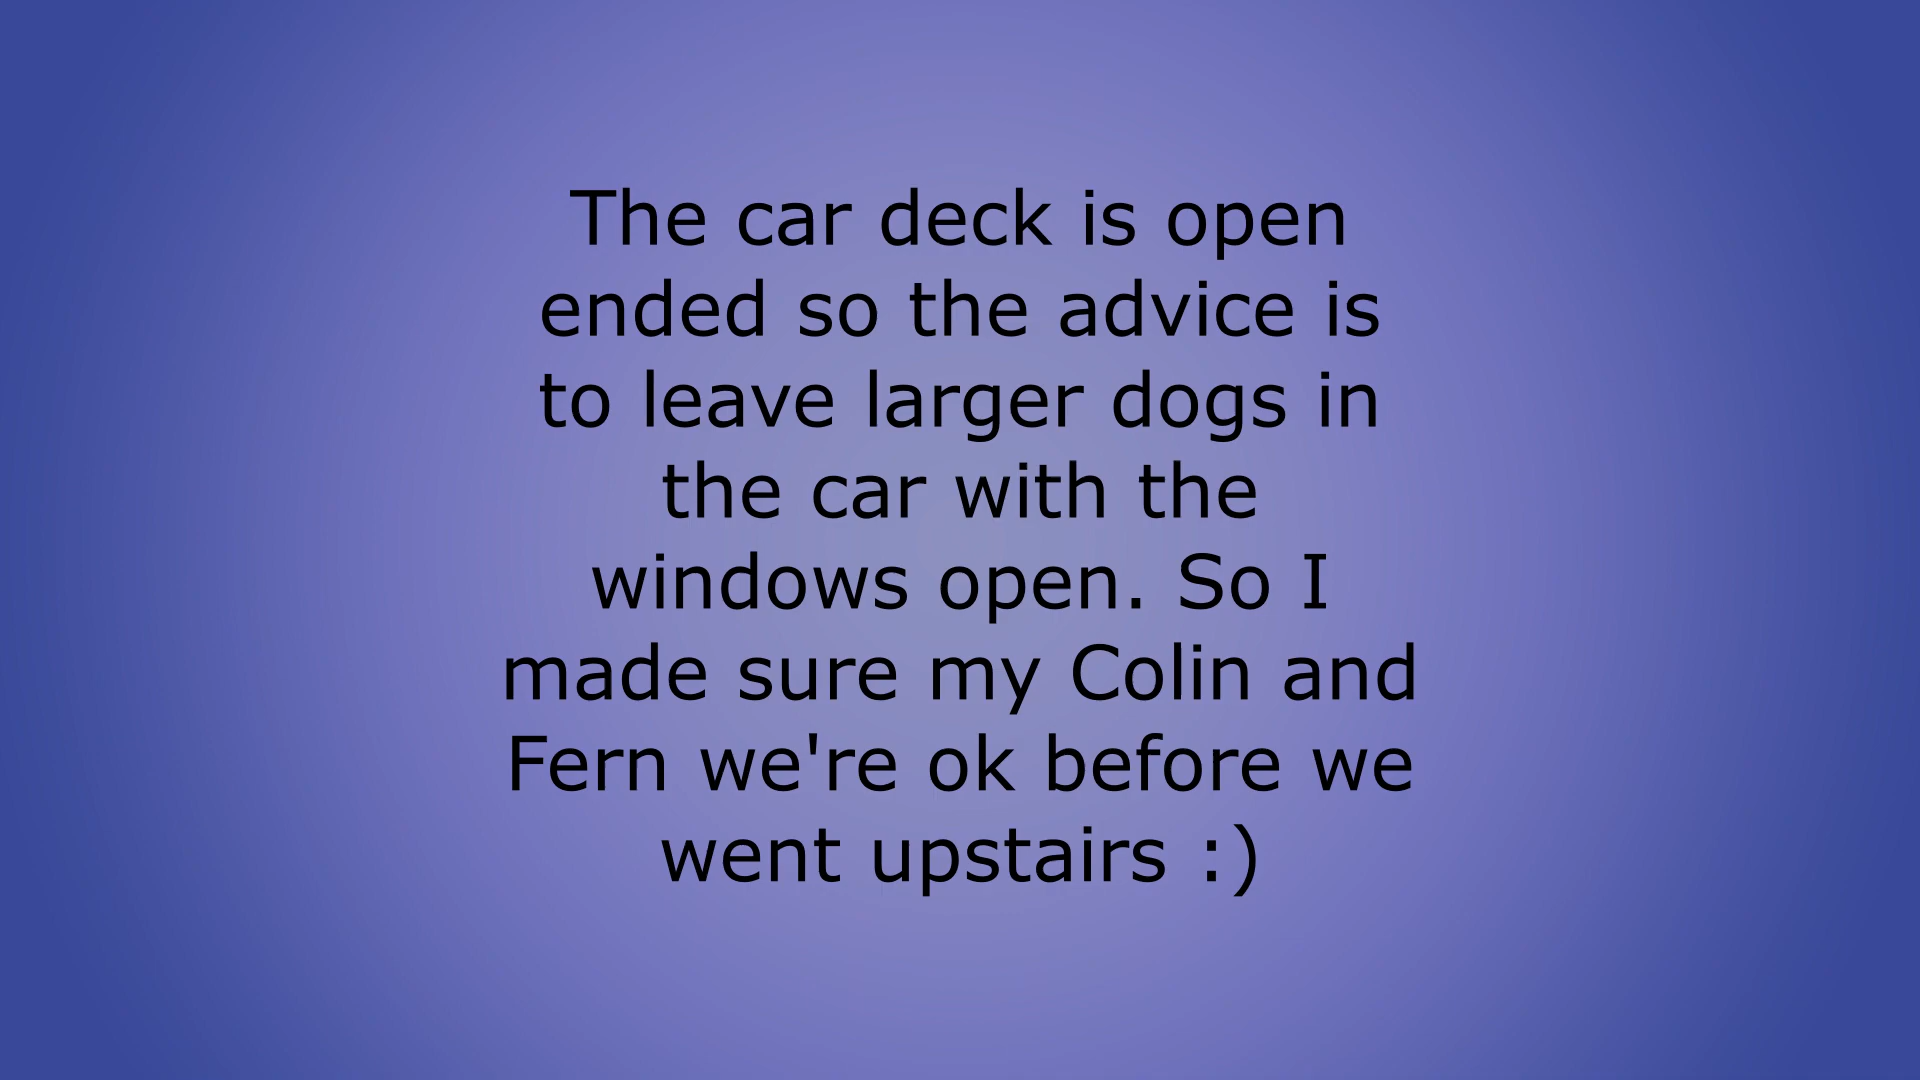 The car deck is open
ended so the advice is
to leave larger dogs in
the car with the
windows open. So I
made sure my Colin and
Fern we're ok before we
went upstairs :)